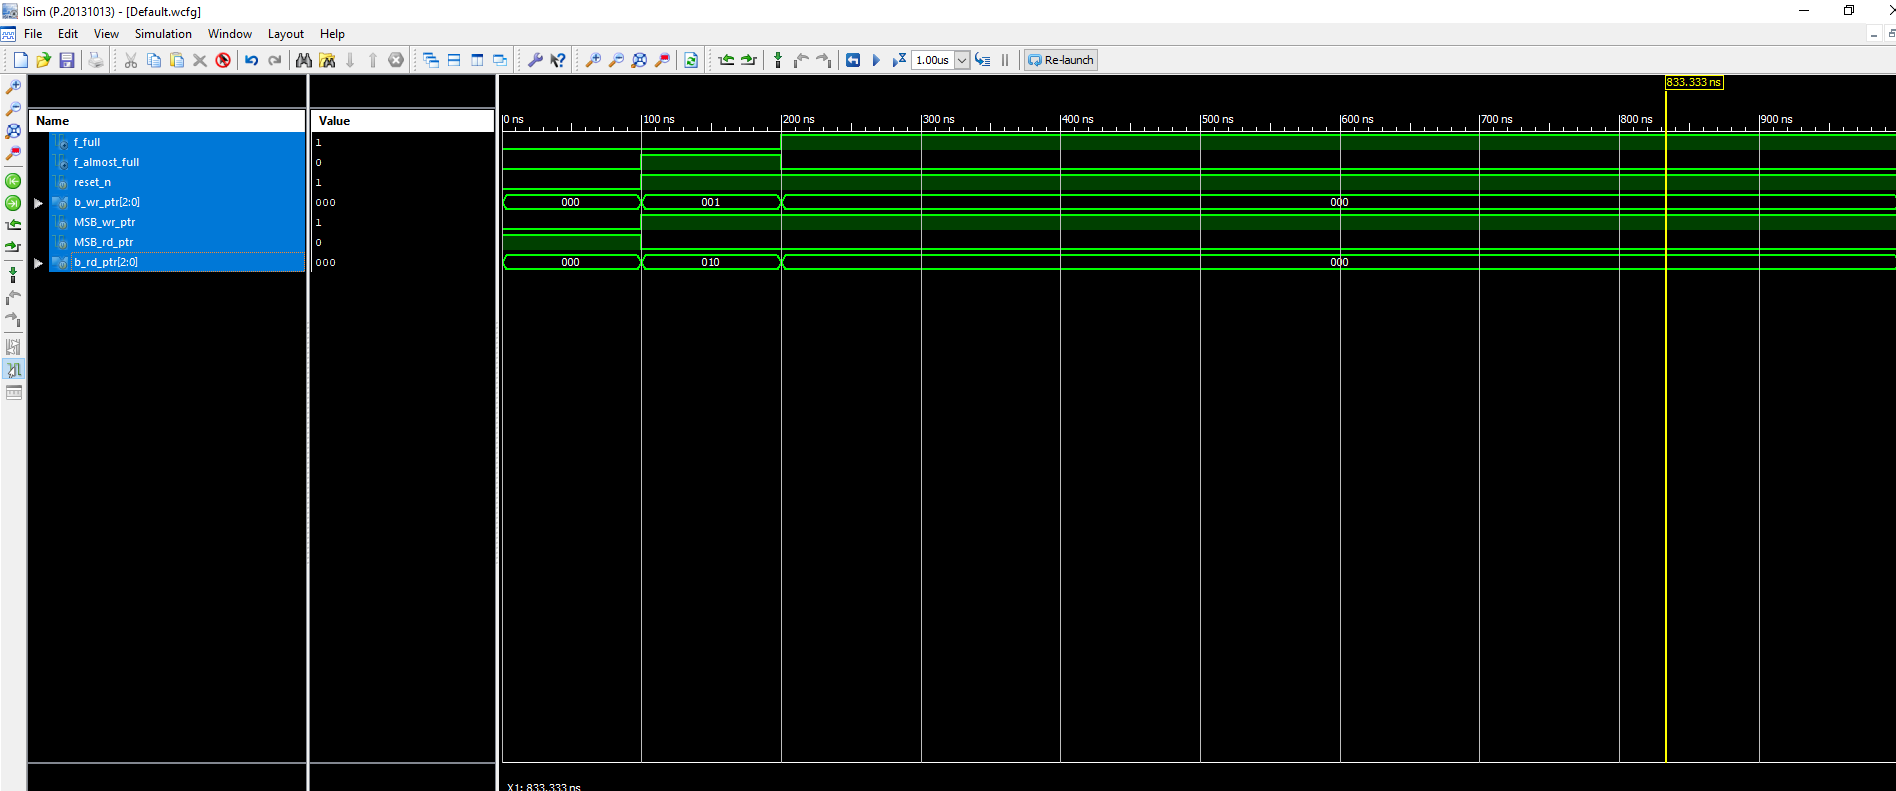 ISim (P.20131013) - [Default.wcfg]
File Edit View Simulation Window Layout Help
1.00us Re-launch
833.333 ns
Name Value
0 ns 100 ns 200 ns 300 ns 400 ns 500 ns 600 ns 700 ns 800 ns 900 ns
f_full 1
f_almost_full 0
reset_n 1
b_wr_ptr[2:0] 000 000 001 000
MSB_wr_ptr 1
MSB_rd_ptr 0
b_rd_ptr[2:0] 000 000 010 000
X1: 833.333 ns